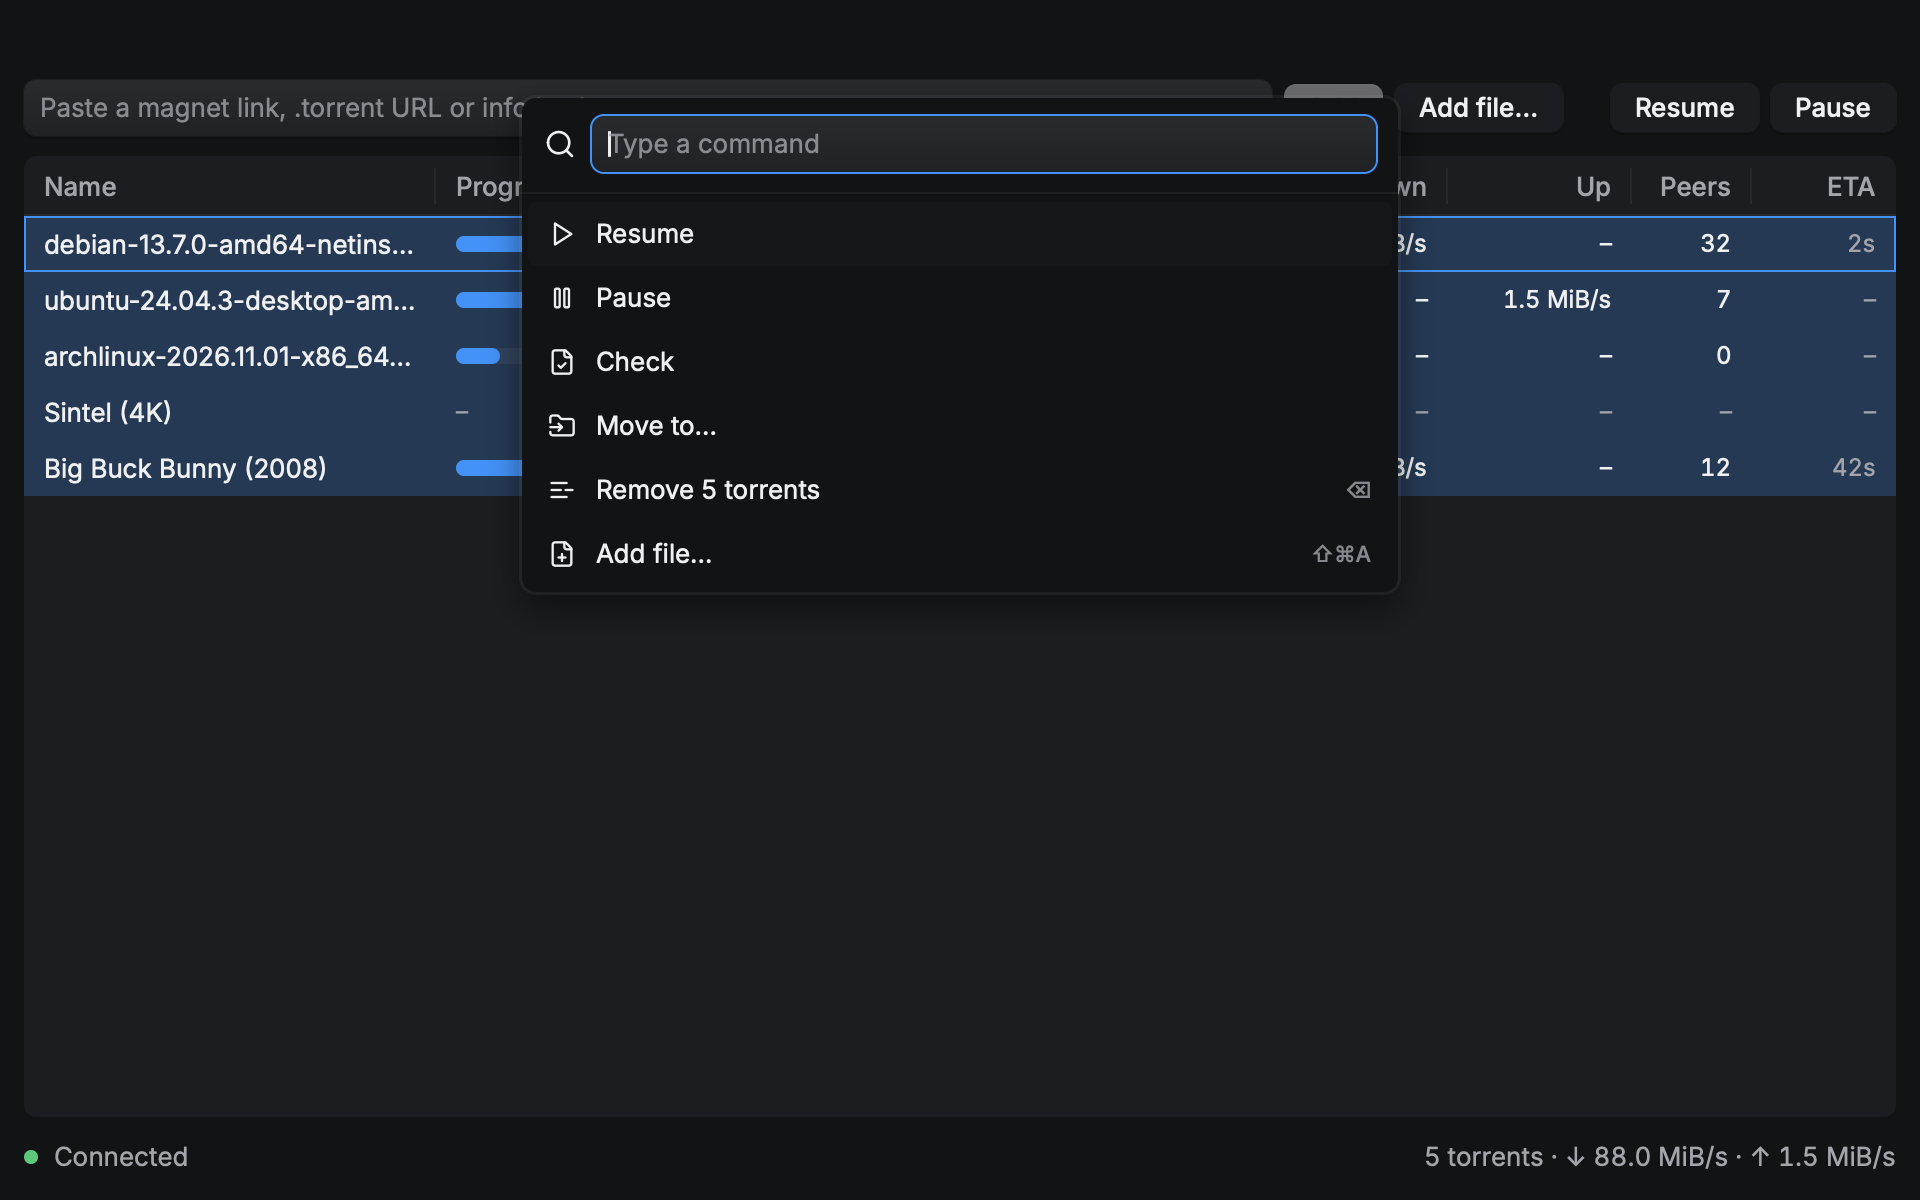 Paste a magnet link, .torrent URL or
Add file...
Resume
Pause
Type a command
Name
Up
Peers
ETA
debian-13.7.0-amd64-netins...
–
32
2s
ubuntu-24.04.3-desktop-am...
–
1.5 MiB/s
7
–
archlinux-2026.11.01-x86_64...
–
–
0
–
Sintel (4K)
–
–
–
–
–
Big Buck Bunny (2008)
–
12
42s
Resume
Pause
Check
Move to...
Remove 5 torrents ⌫
Add file... ⇧⌘A
Connected
5 torrents · ↓ 88.0 MiB/s · ↑ 1.5 MiB/s